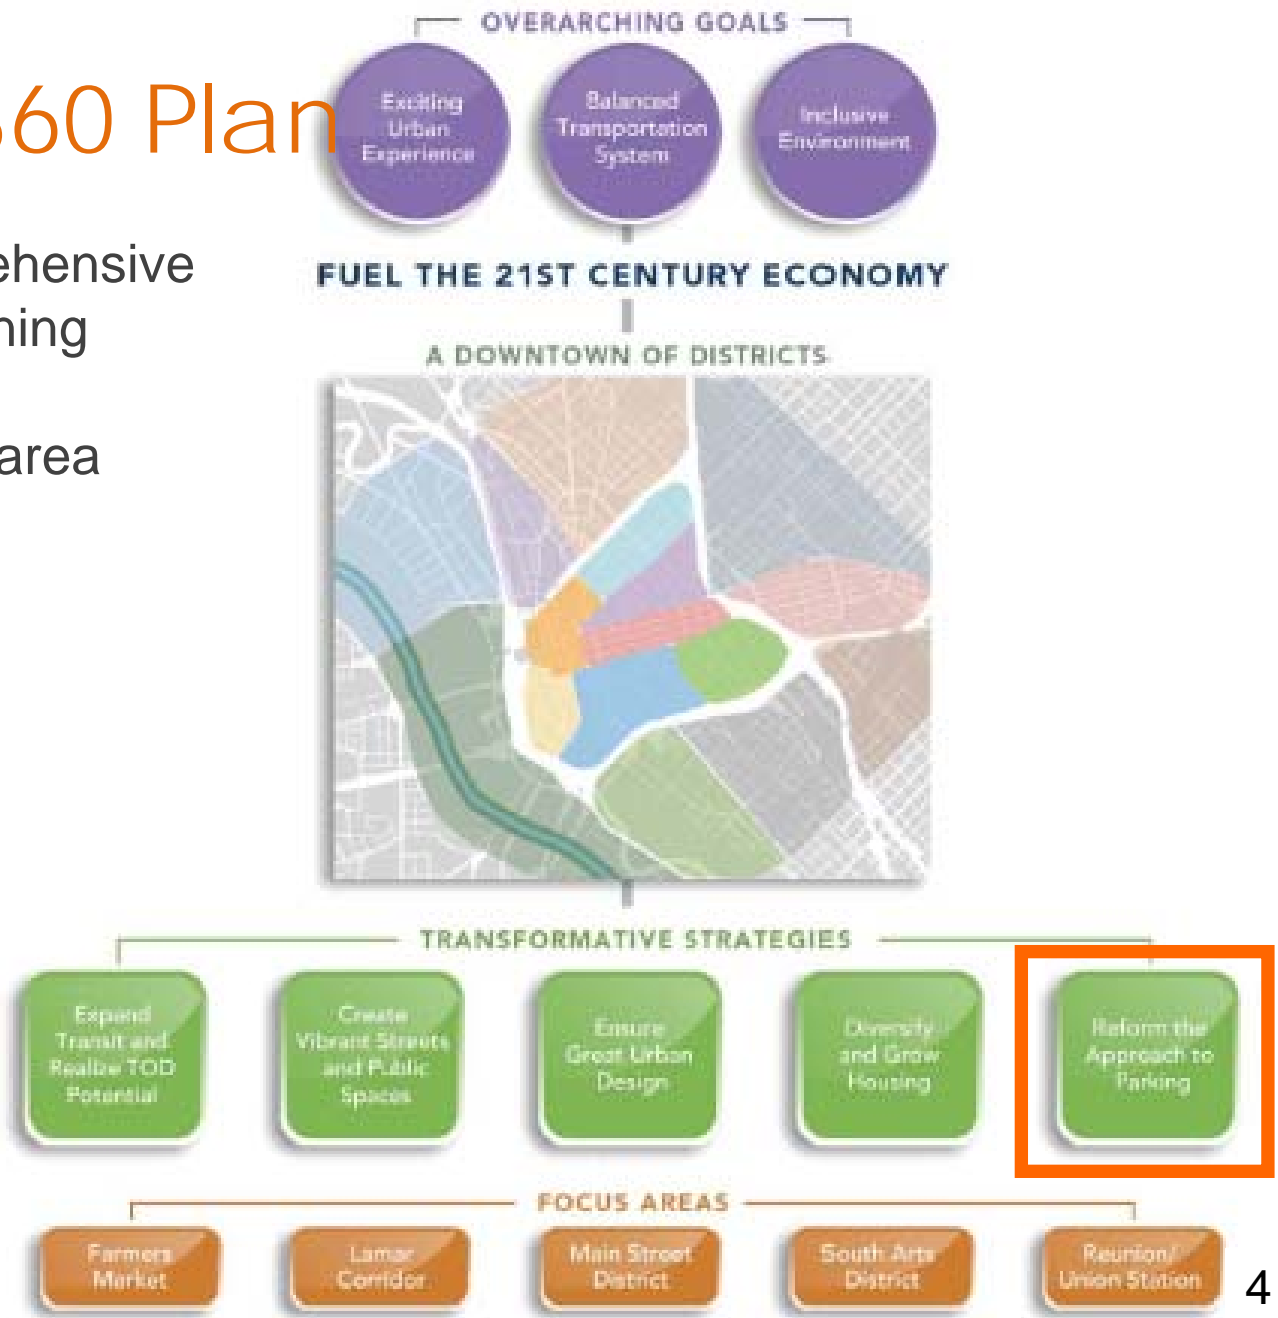 OVERARCHING GOALS
360 Plan
Exciting
Urban
Experience
Balanced
Transportation
System
Inclusive
Environment
ehensive
ning
area
FUEL THE 21ST CENTURY ECONOMY
A DOWNTOWN OF DISTRICTS
TRANSFORMATIVE STRATEGIES
Expand
Transit and
Realize TOD
Potential
Create
Vibrant Streets
and Public
Spaces
Ensure
Great Urban
Design
Diversify
and Grow
Housing
Reform the
Approach to
Parking
FOCUS AREAS
Farmers
Market
Lamar
Corridor
Main Street
District
South Arts
District
Reunion/
Union Station
4